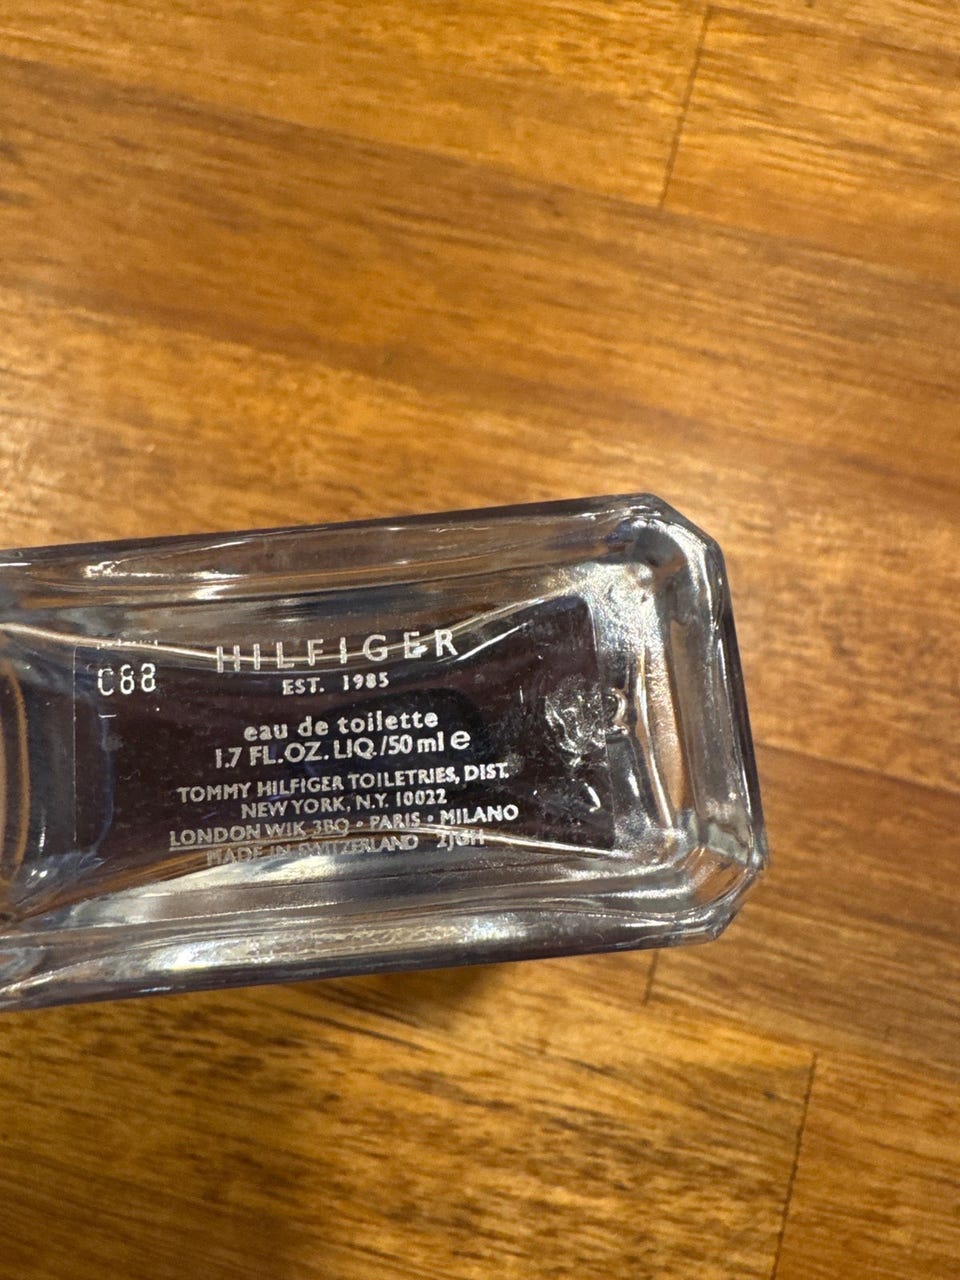 C88
HILFIGER
EST. 1985
eau de toilette
1.7 FL.OZ. LIQ./50 ml e
TOMMY HILFIGER TOILETRIES, DIST.
NEW YORK, N.Y. 10022
LONDON W1K 3BQ • PARIS • MILANO
MADE IN SWITZERLAND 2JGH